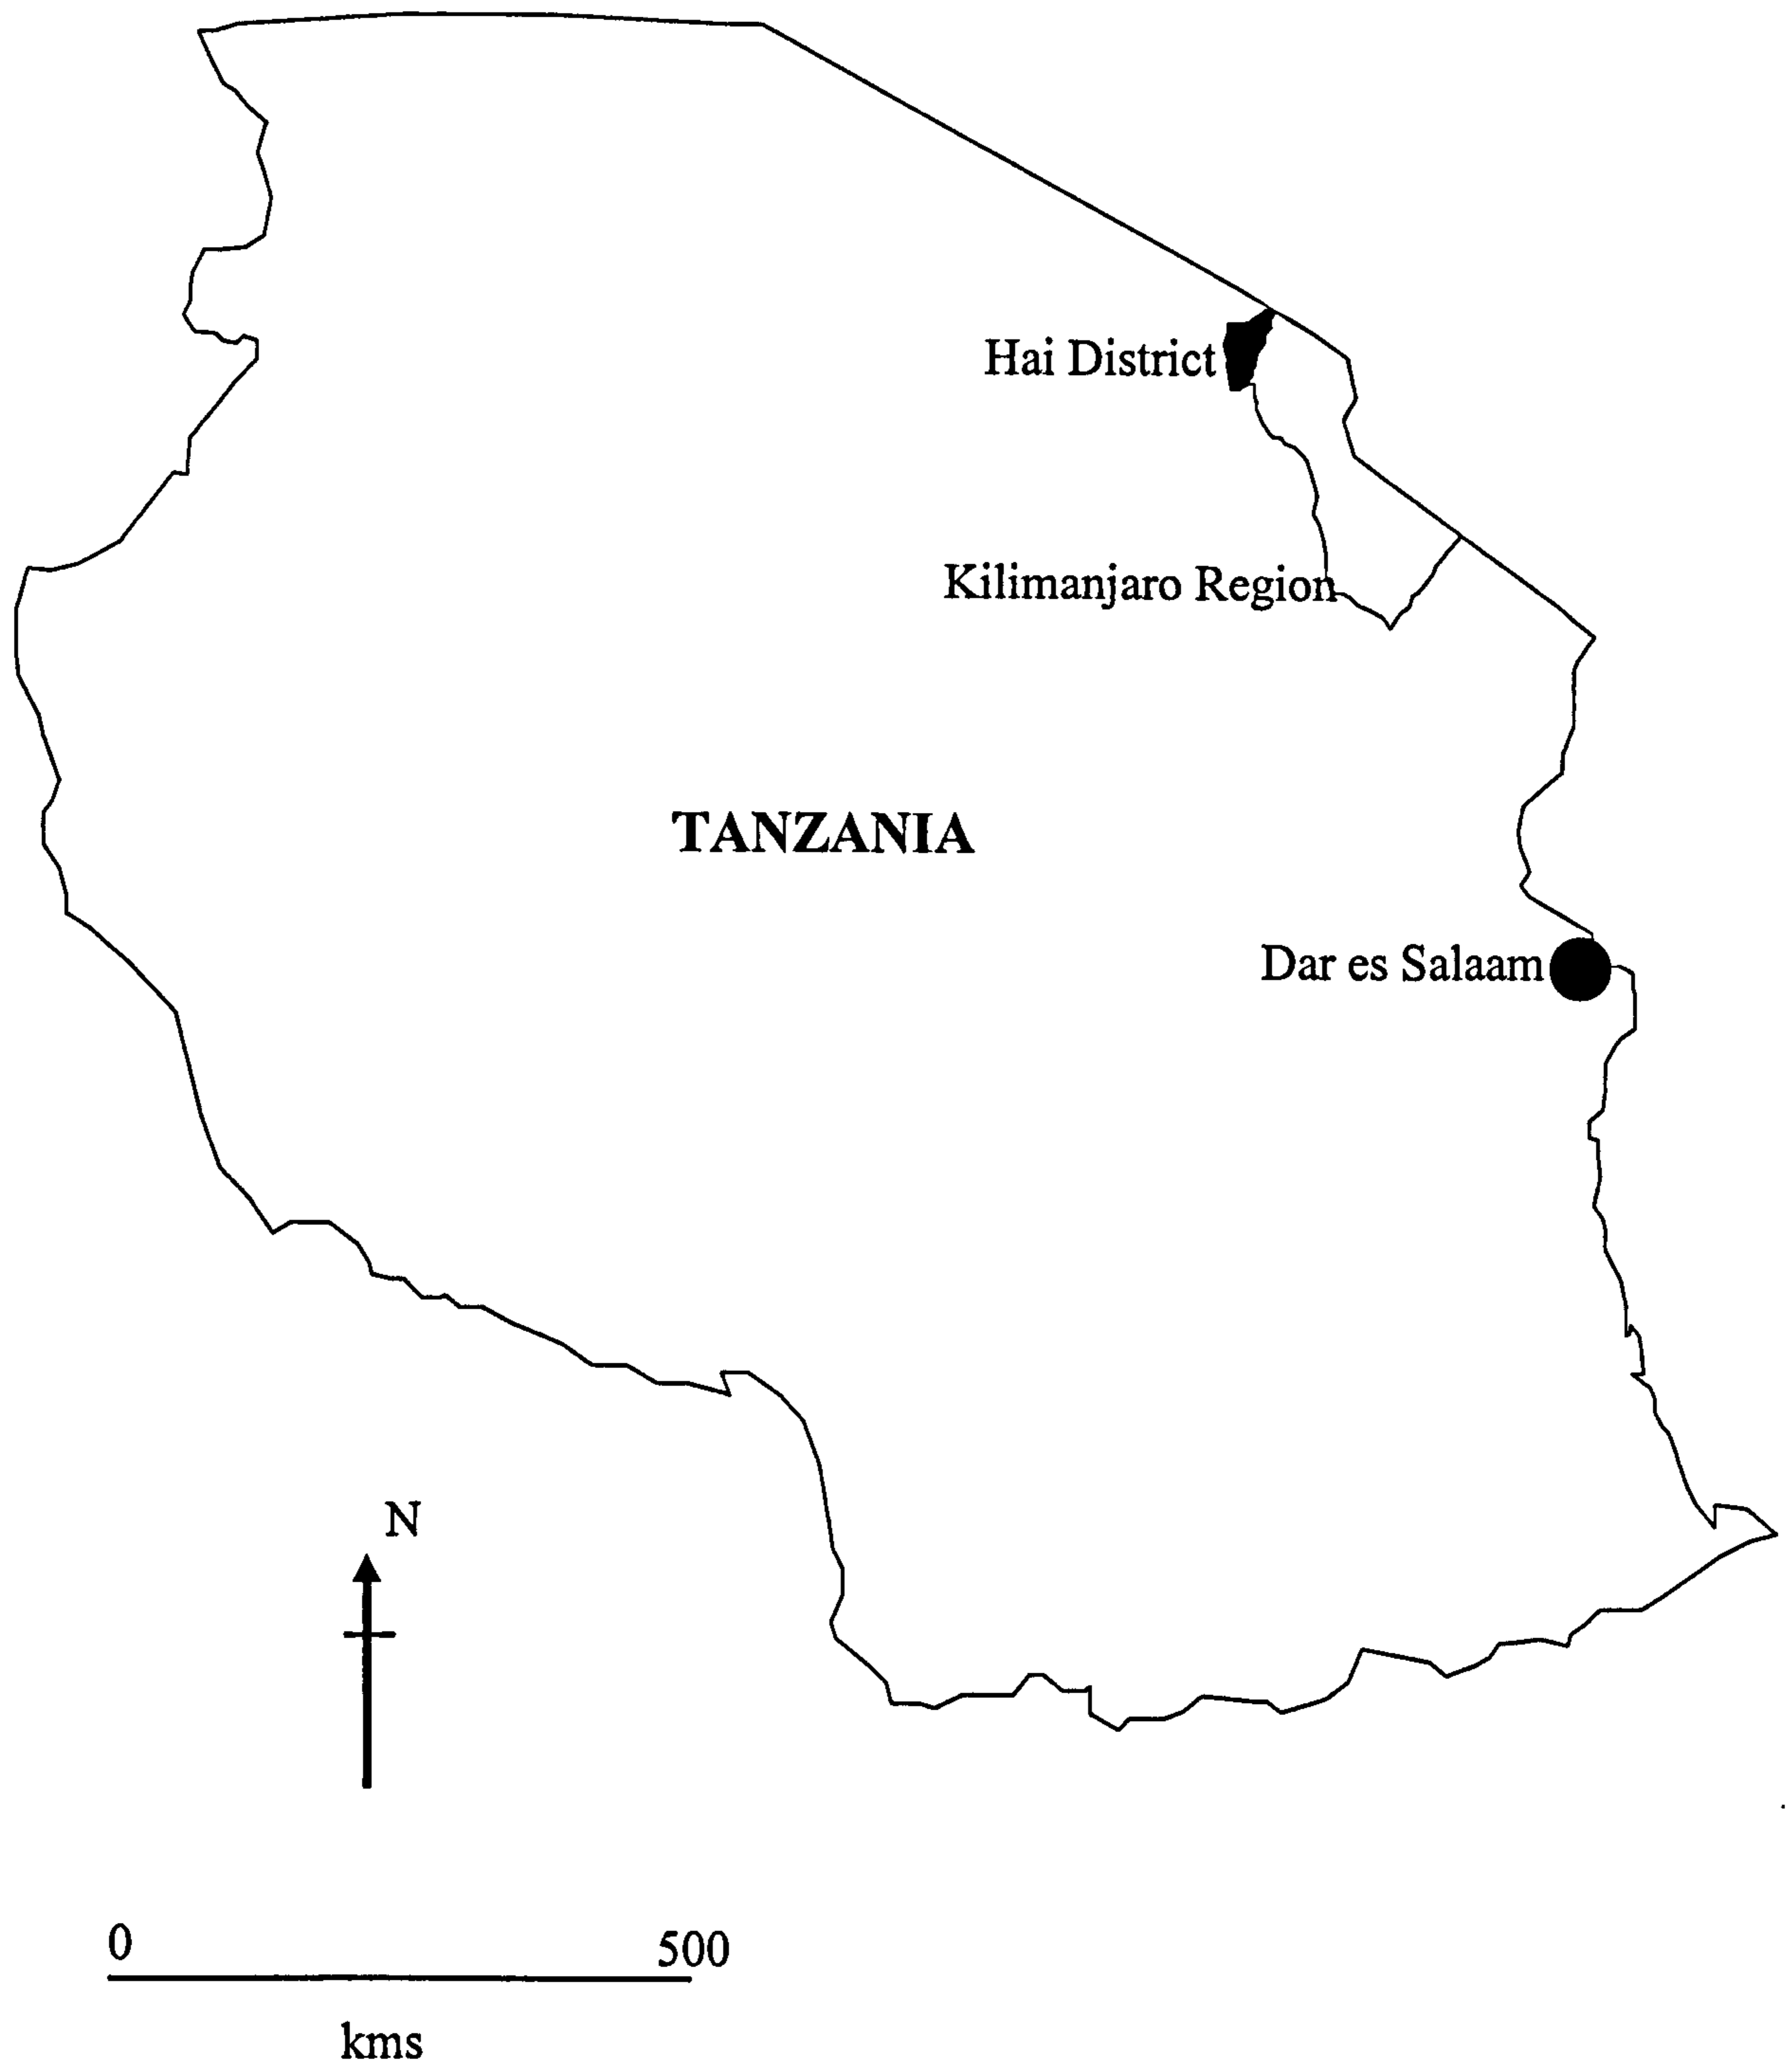 Hai District
Kilimanjaro Region
TANZANIA
Dar es Salaam
N
0 500
kms